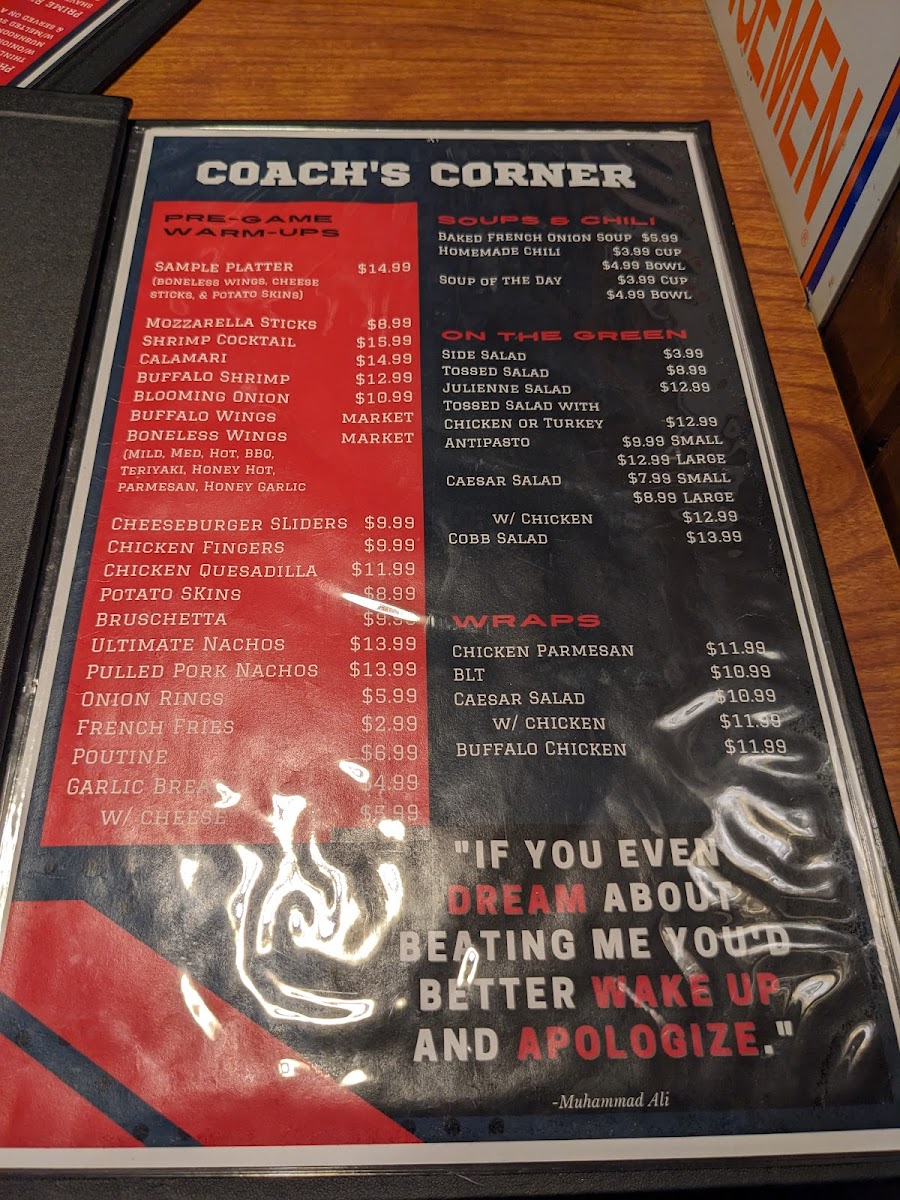 COACH'S CORNER
PRE-GAME
WARM-UPS
SAMPLE PLATTER $14.99
(BONELESS WINGS, CHEESE
STICKS, & POTATO SKINS)
MOZZARELLA STICKS $8.99
SHRIMP COCKTAIL $15.99
CALAMARI $14.99
BUFFALO SHRIMP $12.99
BLOOMING ONION $10.99
BUFFALO WINGS MARKET
BONELESS WINGS MARKET
(MILD, MED, HOT, BBQ,
TERIYAKI, HONEY HOT,
PARMESAN, HONEY GARLIC
CHEESEBURGER SLIDERS $9.99
CHICKEN FINGERS $9.99
CHICKEN QUESADILLA $11.99
POTATO SKINS $8.99
BRUSCHETTA $9.99
ULTIMATE NACHOS $13.99
PULLED PORK NACHOS $13.99
ONION RINGS $5.99
FRENCH FRIES $2.99
POUTINE $6.99
GARLIC BREAD $4.99
W/ CHEESE $5.99
SOUPS & CHILI
BAKED FRENCH ONION SOUP $5.99
HOMEMADE CHILI $3.99 CUP
$4.99 BOWL
SOUP OF THE DAY $3.99 CUP
$4.99 BOWL
ON THE GREEN
SIDE SALAD $3.99
TOSSED SALAD $8.99
JULIENNE SALAD $12.99
TOSSED SALAD WITH
CHICKEN OR TURKEY $12.99
ANTIPASTO $9.99 SMALL
$12.99 LARGE
CAESAR SALAD $7.99 SMALL
$8.99 LARGE
W/ CHICKEN $12.99
COBB SALAD $13.99
WRAPS
CHICKEN PARMESAN $11.99
BLT $10.99
CAESAR SALAD $10.99
W/ CHICKEN $11.99
BUFFALO CHICKEN $11.99
"IF YOU EVEN
DREAM ABOUT
BEATING ME YOU'D
BETTER WAKE UP
AND APOLOGIZE."
-Muhammad Ali
GEMEN